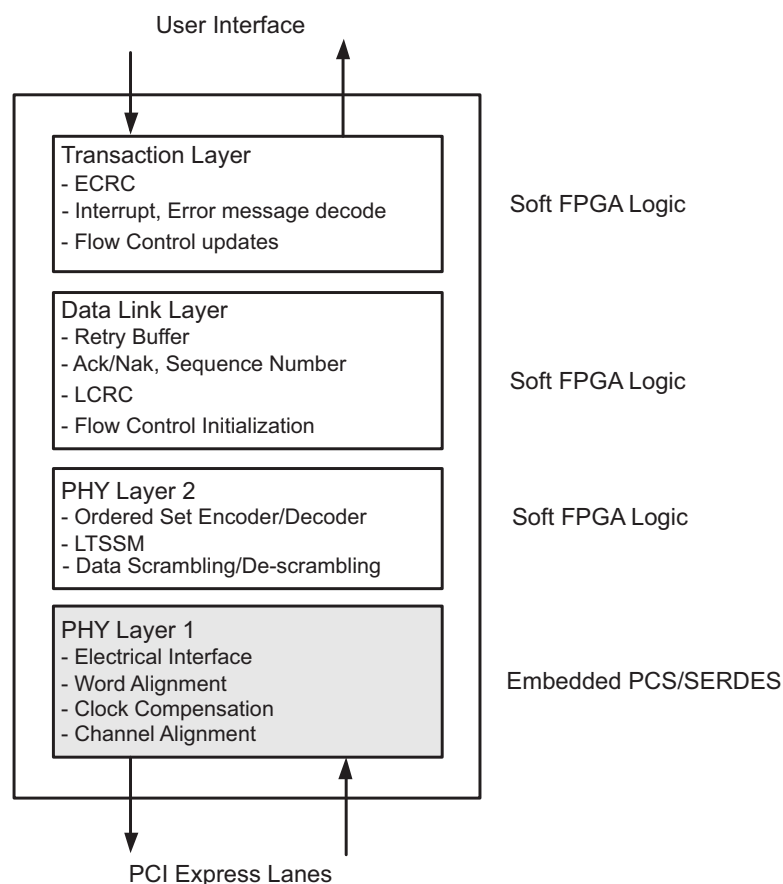 User Interface
Transaction Layer
- ECRC
- Interrupt, Error message decode
- Flow Control updates
Soft FPGA Logic
Data Link Layer
- Retry Buffer
- Ack/Nak, Sequence Number
- LCRC
- Flow Control Initialization
Soft FPGA Logic
PHY Layer 2
- Ordered Set Encoder/Decoder
- LTSSM
- Data Scrambling/De-scrambling
Soft FPGA Logic
PHY Layer 1
- Electrical Interface
- Word Alignment
- Clock Compensation
- Channel Alignment
Embedded PCS/SERDES
PCI Express Lanes